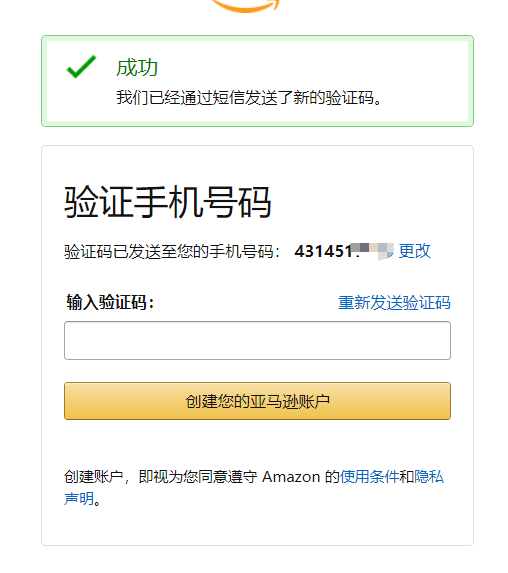 成功
我们已经通过短信发送了新的验证码。
验证手机号码
验证码已发送至您的手机号码： 431451 更改
输入验证码： 重新发送验证码
创建您的亚马逊账户
创建账户，即视为您同意遵守 Amazon 的使用条件和隐私
声明。